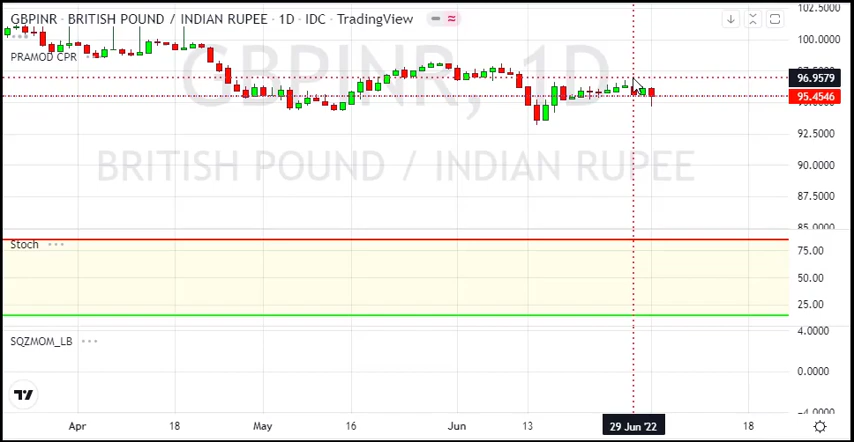 GBPINR, 1D
BRITISH POUND / INDIAN RUPEE
GBPINR · BRITISH POUND / INDIAN RUPEE · 1D · IDC · TradingView
PRAMOD CPR
102.5000
100.0000
96.9579
95.4546
92.5000
90.0000
87.5000
85.0000
Stoch
75.00
50.00
25.00
SQZMOM_LB
4.0000
0.0000
-4.0000
Apr 18 May 16 Jun 13 29 Jun '22 18